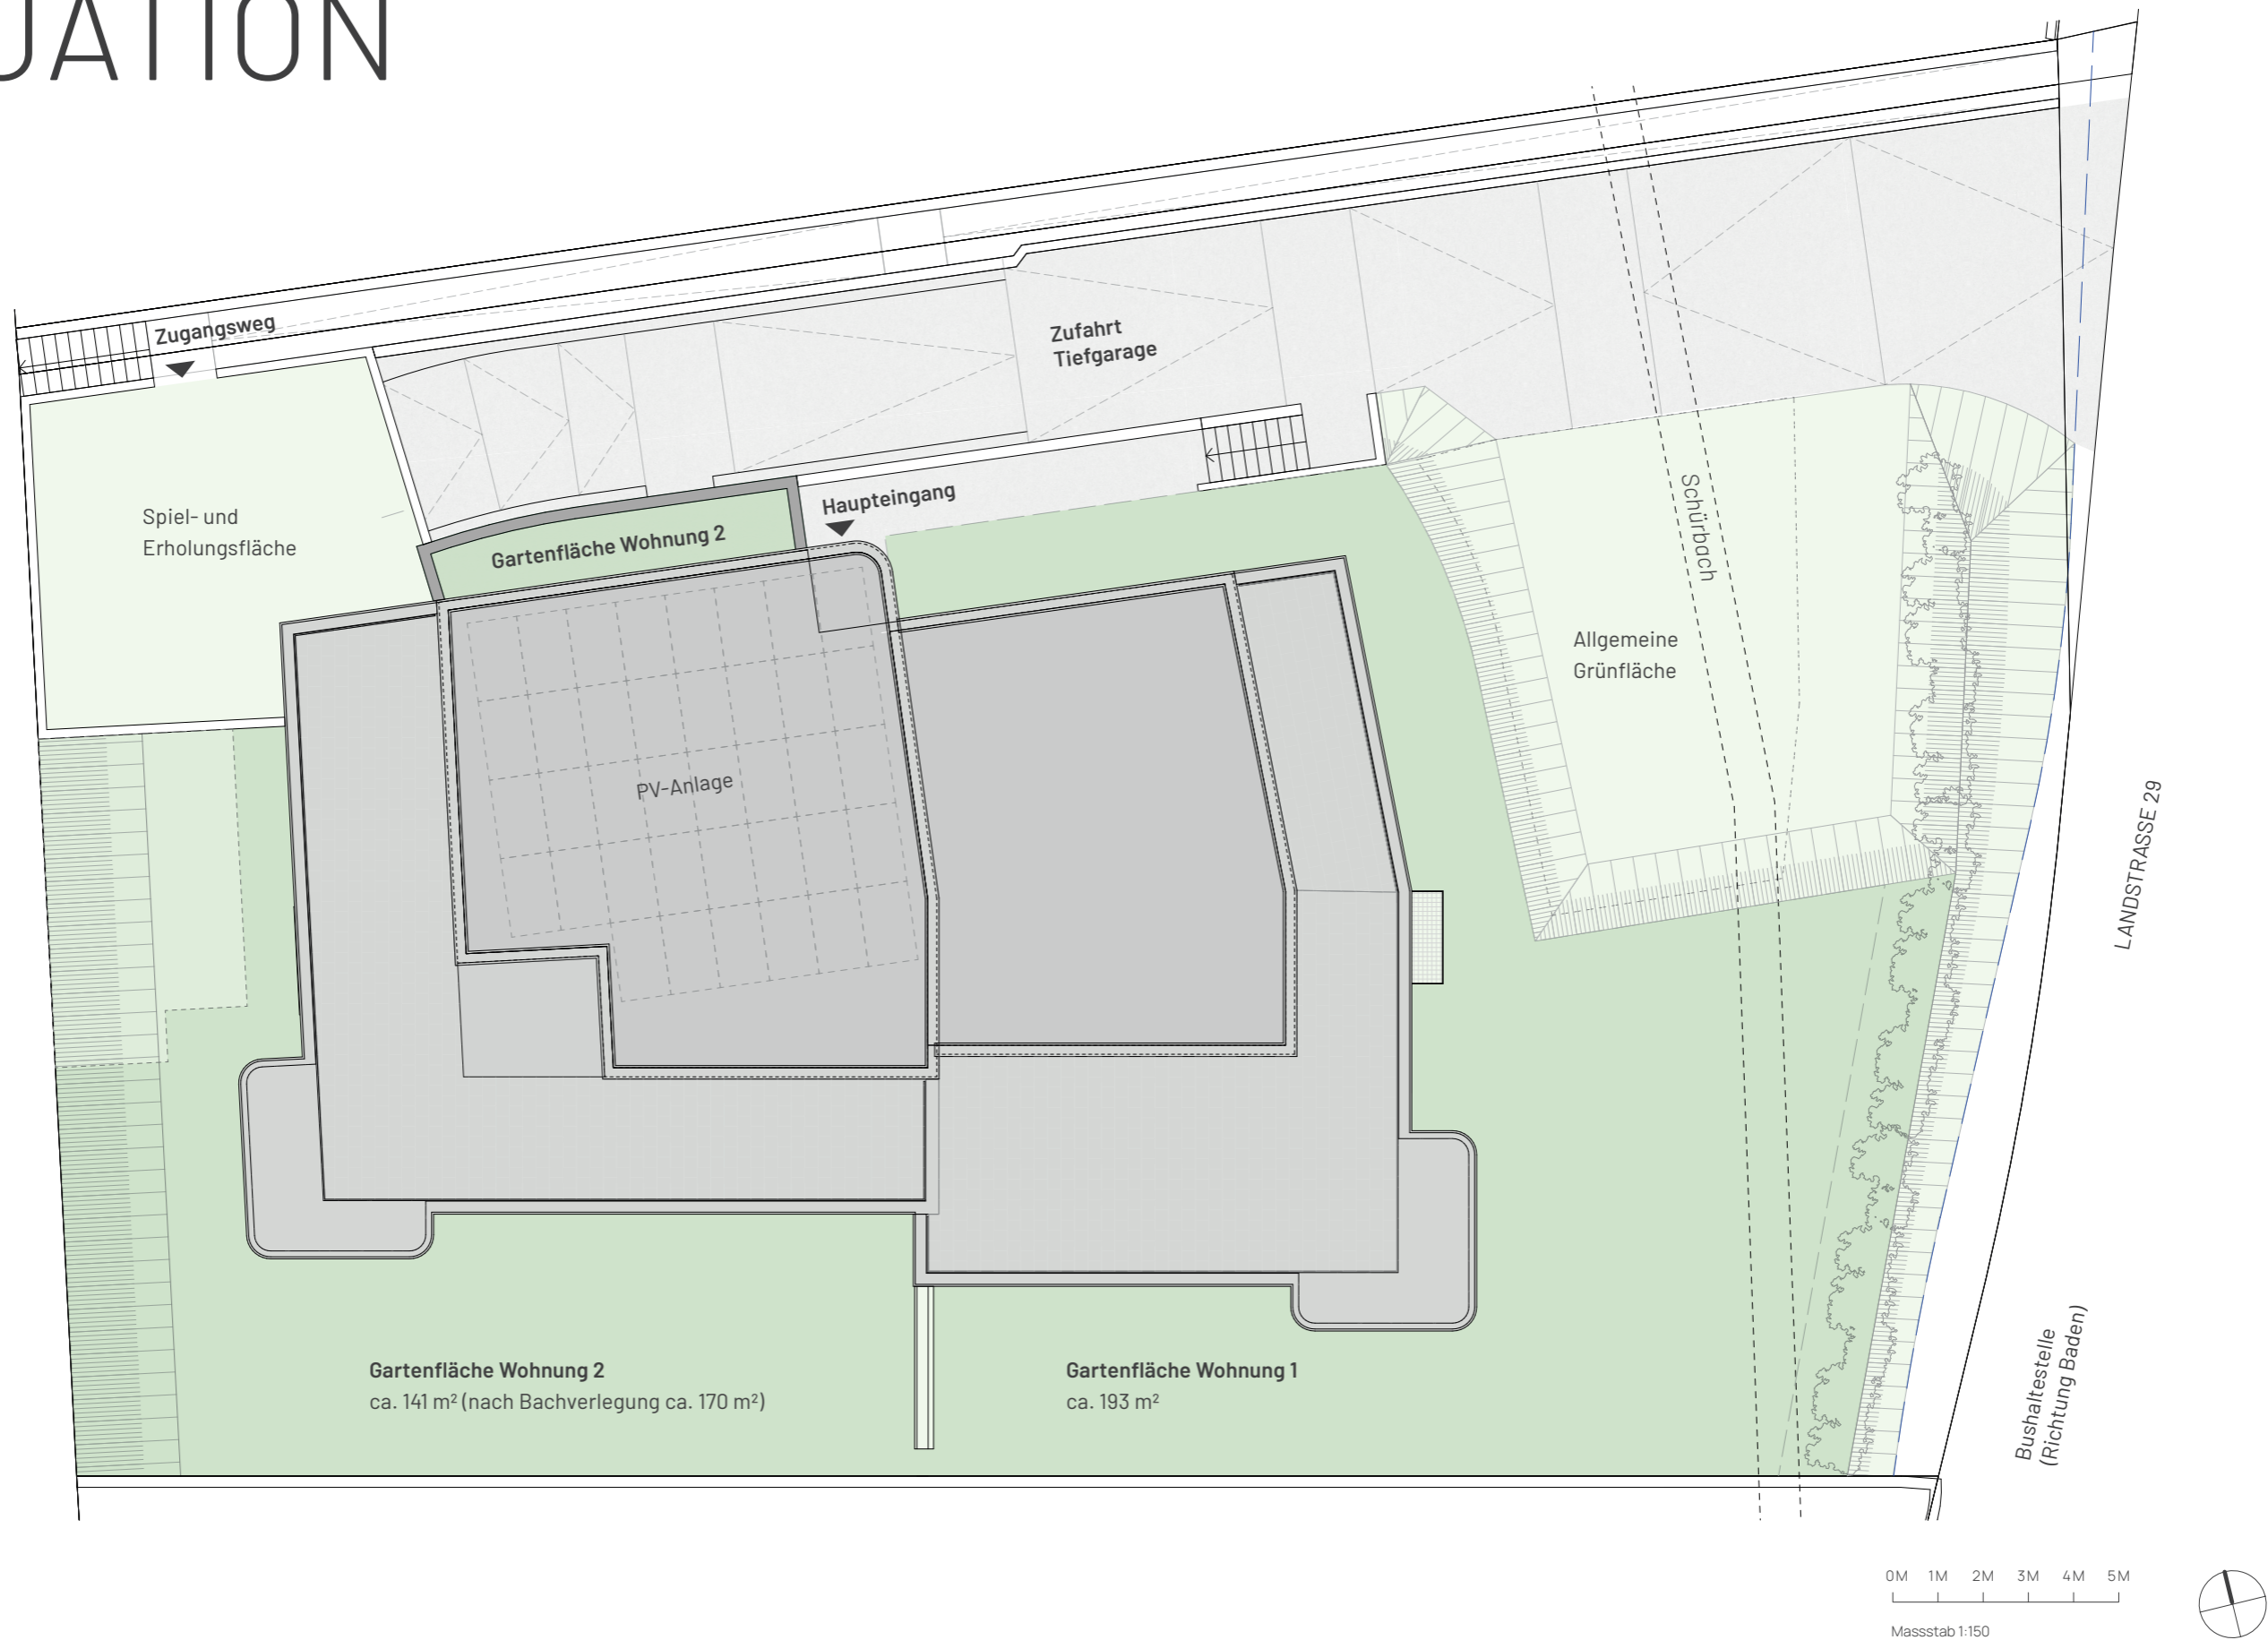 UATION
Zugangsweg
Zufahrt
Tiefgarage
Haupteingang
Spiel- und
Erholungsfläche
Gartenfläche Wohnung 2
Schürbach
Allgemeine
Grünfläche
PV-Anlage
LANDSTRASSE 29
Gartenfläche Wohnung 2
ca. 141 m² (nach Bachverlegung ca. 170 m²)
Gartenfläche Wohnung 1
ca. 193 m²
Bushaltestelle
(Richtung Baden)
0M 1M 2M 3M 4M 5M
Massstab 1:150